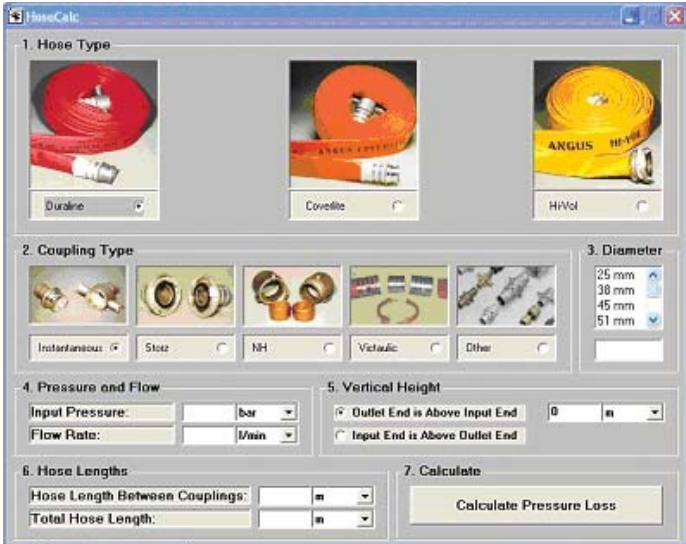 HoseCalc
1. Hose Type
ANGUS
ANGUS HI-VOL
Duraline
Coverlite
Hi-Vol
2. Coupling Type
3. Diameter
25 mm
38 mm
45 mm
51 mm
Instantaneous
Storz
NH
Victaulic
Other
4. Pressure and Flow
Input Pressure:
bar
Flow Rate:
l/min
5. Vertical Height
Outlet End is Above Input End
0
m
Input End is Above Outlet End
6. Hose Lengths
Hose Length Between Couplings:
m
Total Hose Length:
m
7. Calculate
Calculate Pressure Loss